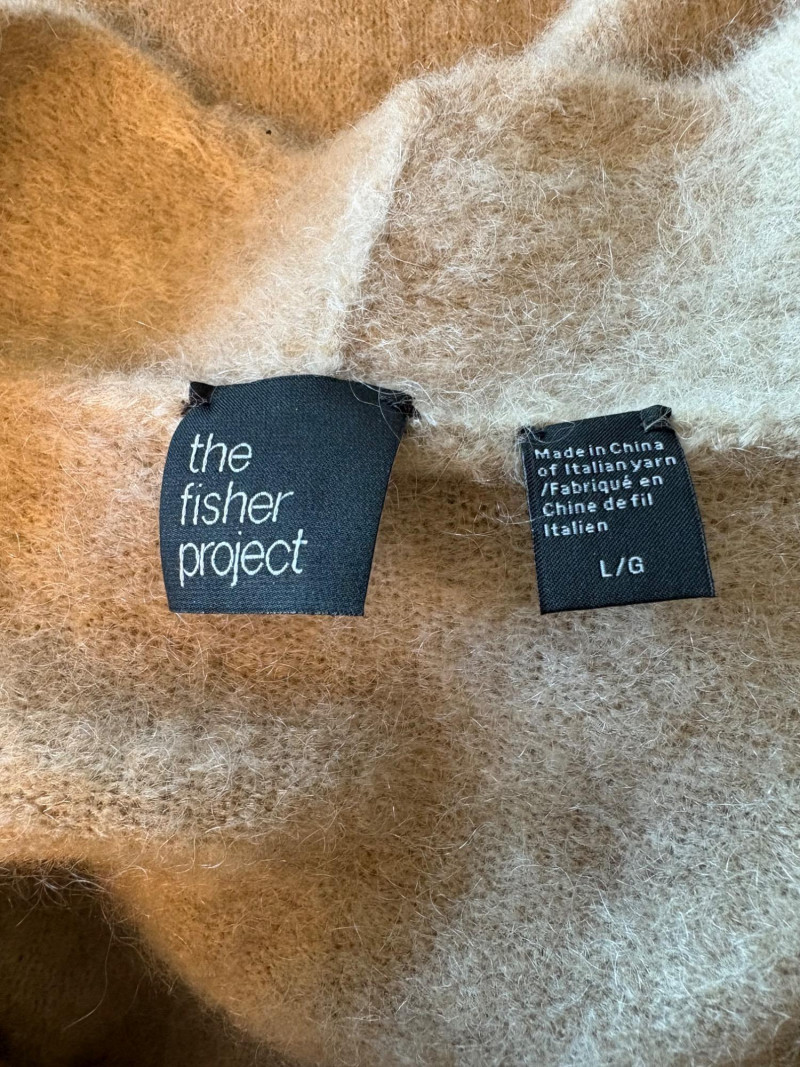 the
fisher
project
Made in China
of Italian yarn
/Fabriqué en
Chine de fil
Italien
L/G